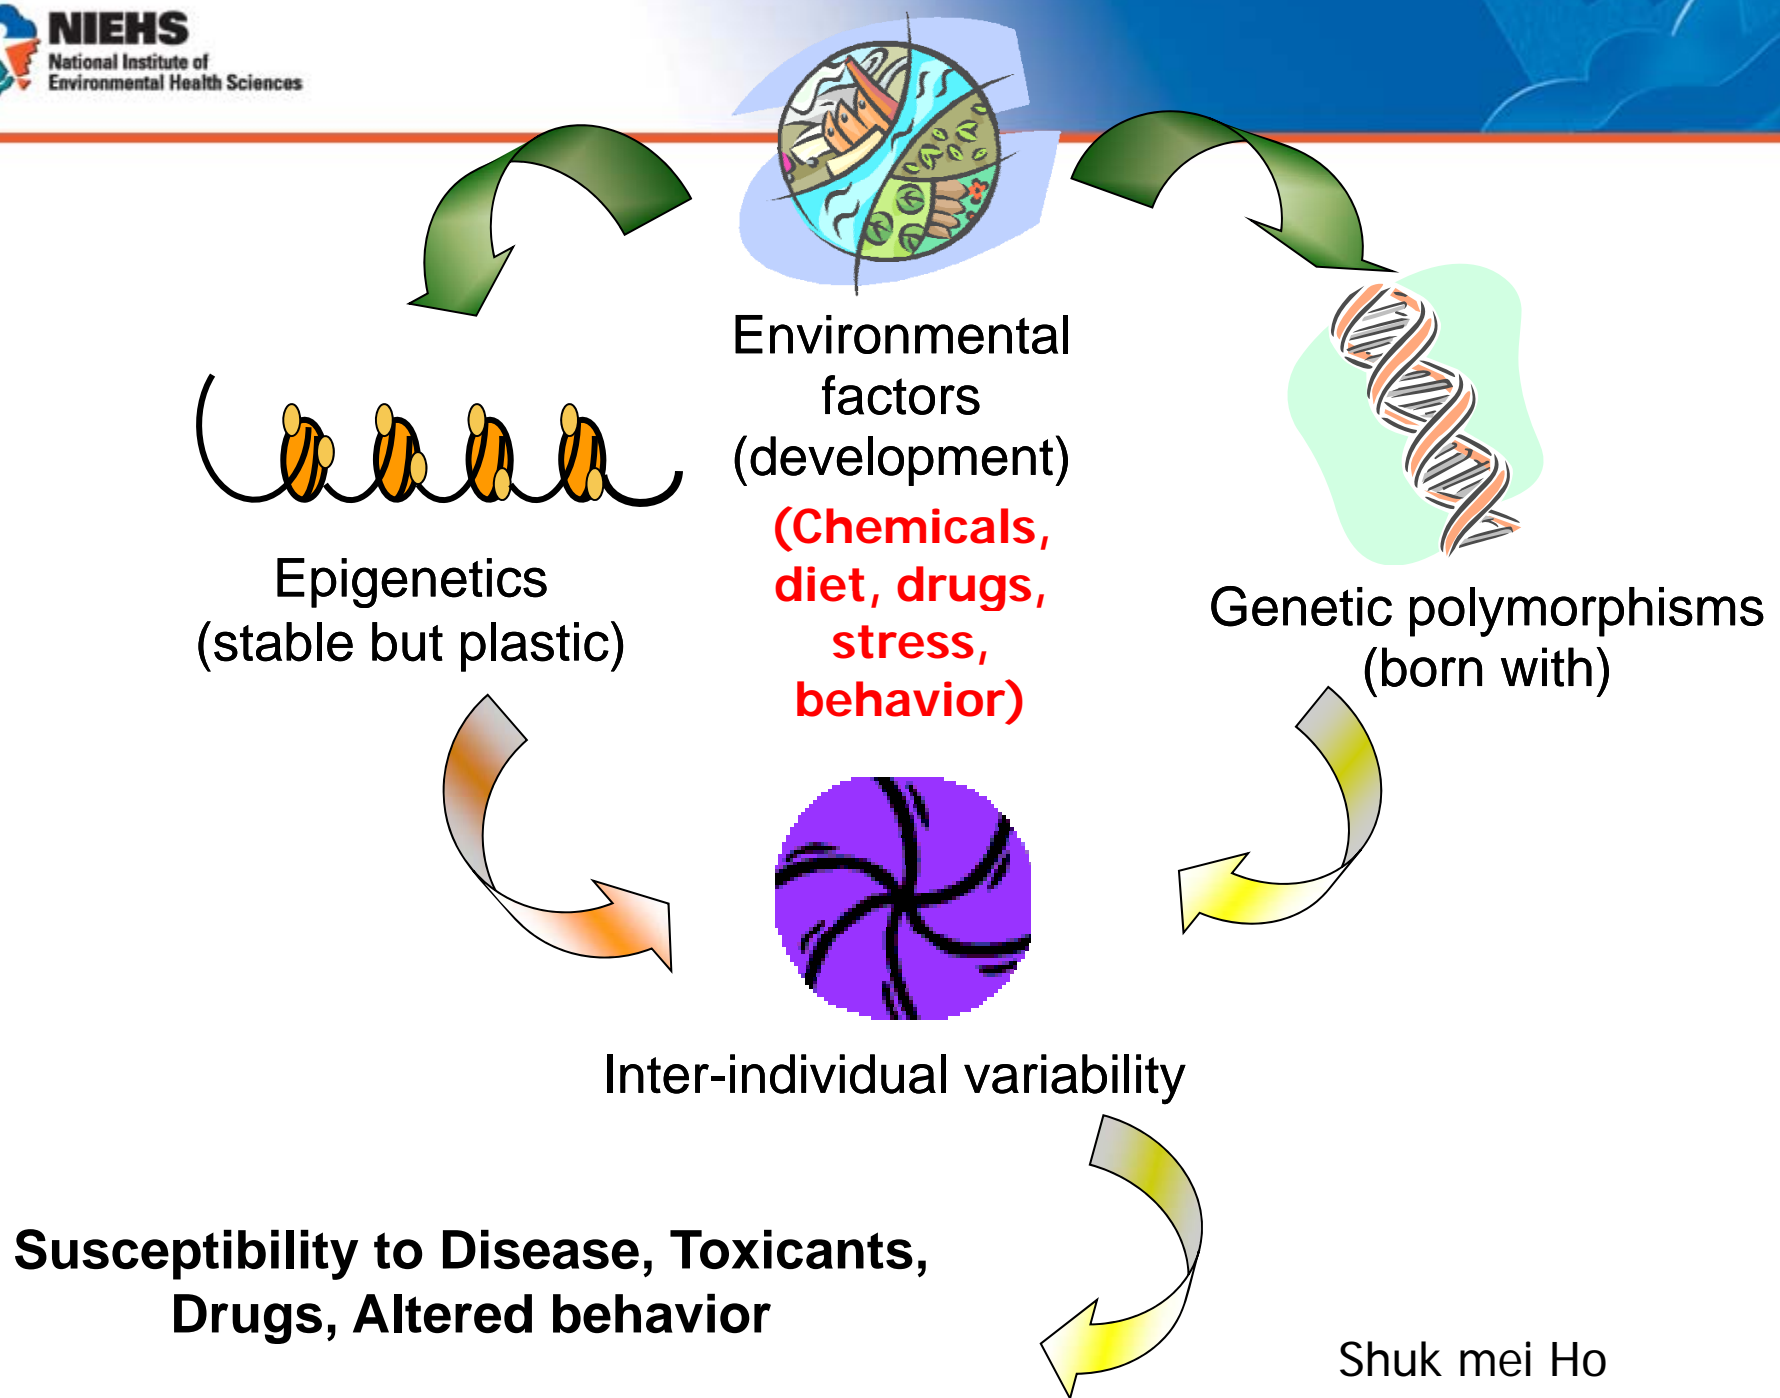 NIEHS
National Institute of
Environmental Health Sciences
Environmental
factors
(development)
(Chemicals,
diet, drugs,
stress,
behavior)
Epigenetics
(stable but plastic)
Genetic polymorphisms
(born with)
Inter-individual variability
Susceptibility to Disease, Toxicants,
Drugs, Altered behavior
Shuk mei Ho